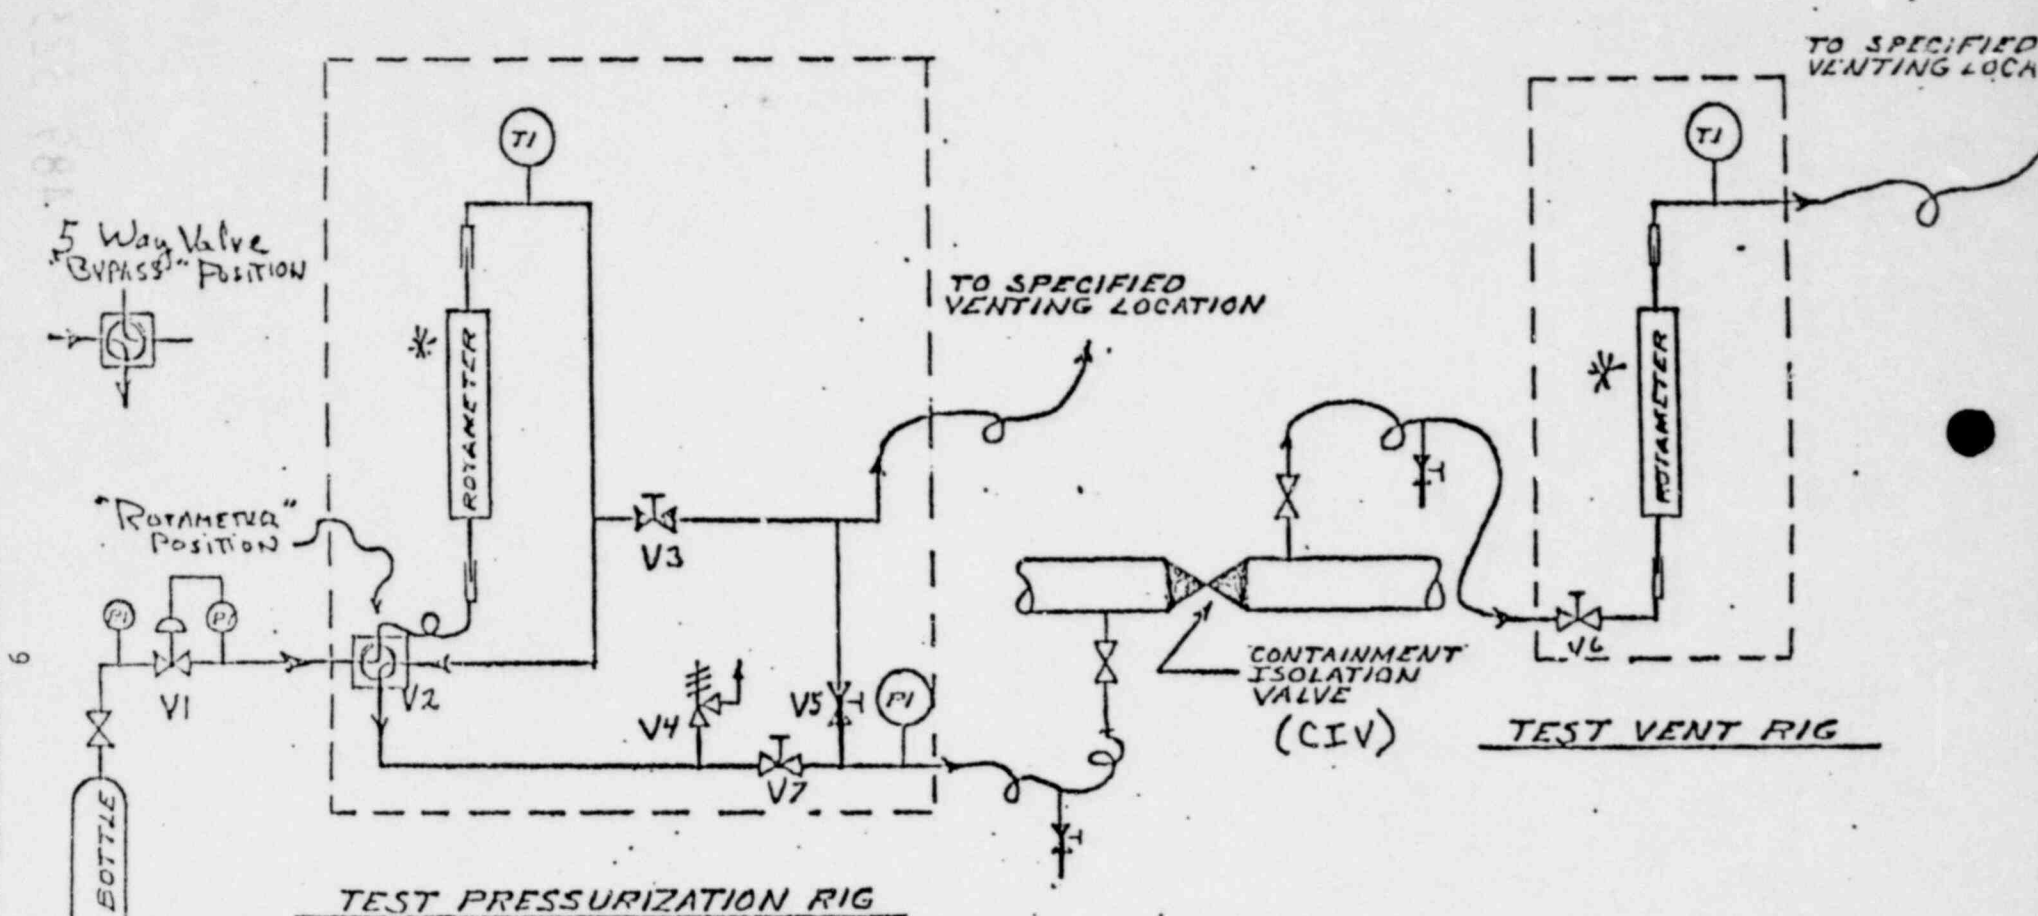 TO SPECIFIED
VENTING LOCA
TI
TI
5 Way Valve
"BYPASS" POSITION
TO SPECIFIED
VENTING LOCATION
ROTAMETER
ROTAMETER
"ROTAMETER"
POSITION
V3
PI
PI
V1
V2
V4
V5
PI
V7
V6
CONTAINMENT
ISOLATION
VALVE
(CIV)
TEST VENT RIG
BOTTLE
TEST PRESSURIZATION RIG
6